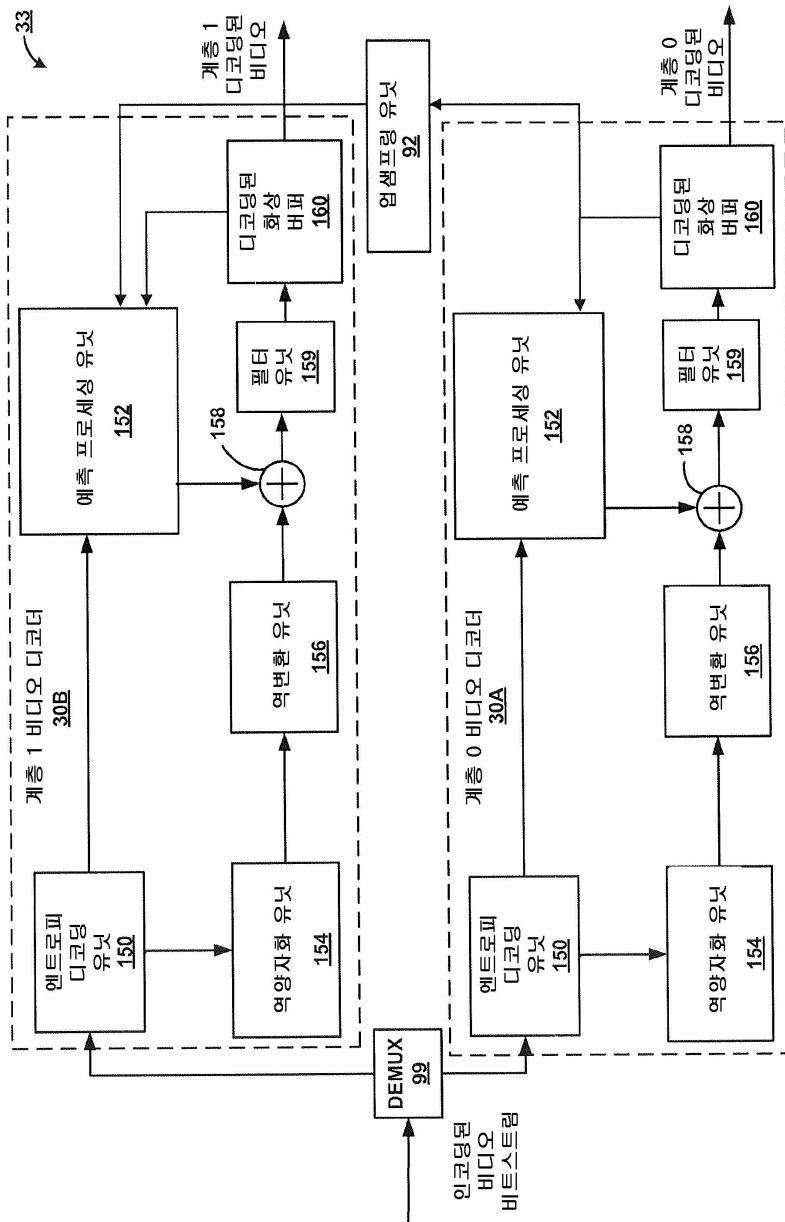 33
계층 1 비디오 디코더
30B
엔트로피
디코딩
유닛
150
예측 프로세싱 유닛
152
역양자화 유닛
154
역변환 유닛
156
158
필터
유닛
159
디코딩된
화상
버퍼
160
계층 1
디코딩된
비디오
인코딩된
비디오
비트스트림
DEMUX
99
업샘프링 유닛
92
계층 0 비디오 디코더
30A
엔트로피
디코딩
유닛
150
예측 프로세싱 유닛
152
역양자화 유닛
154
역변환 유닛
156
158
필터
유닛
159
디코딩된
화상
버퍼
160
계층 0
디코딩된
비디오